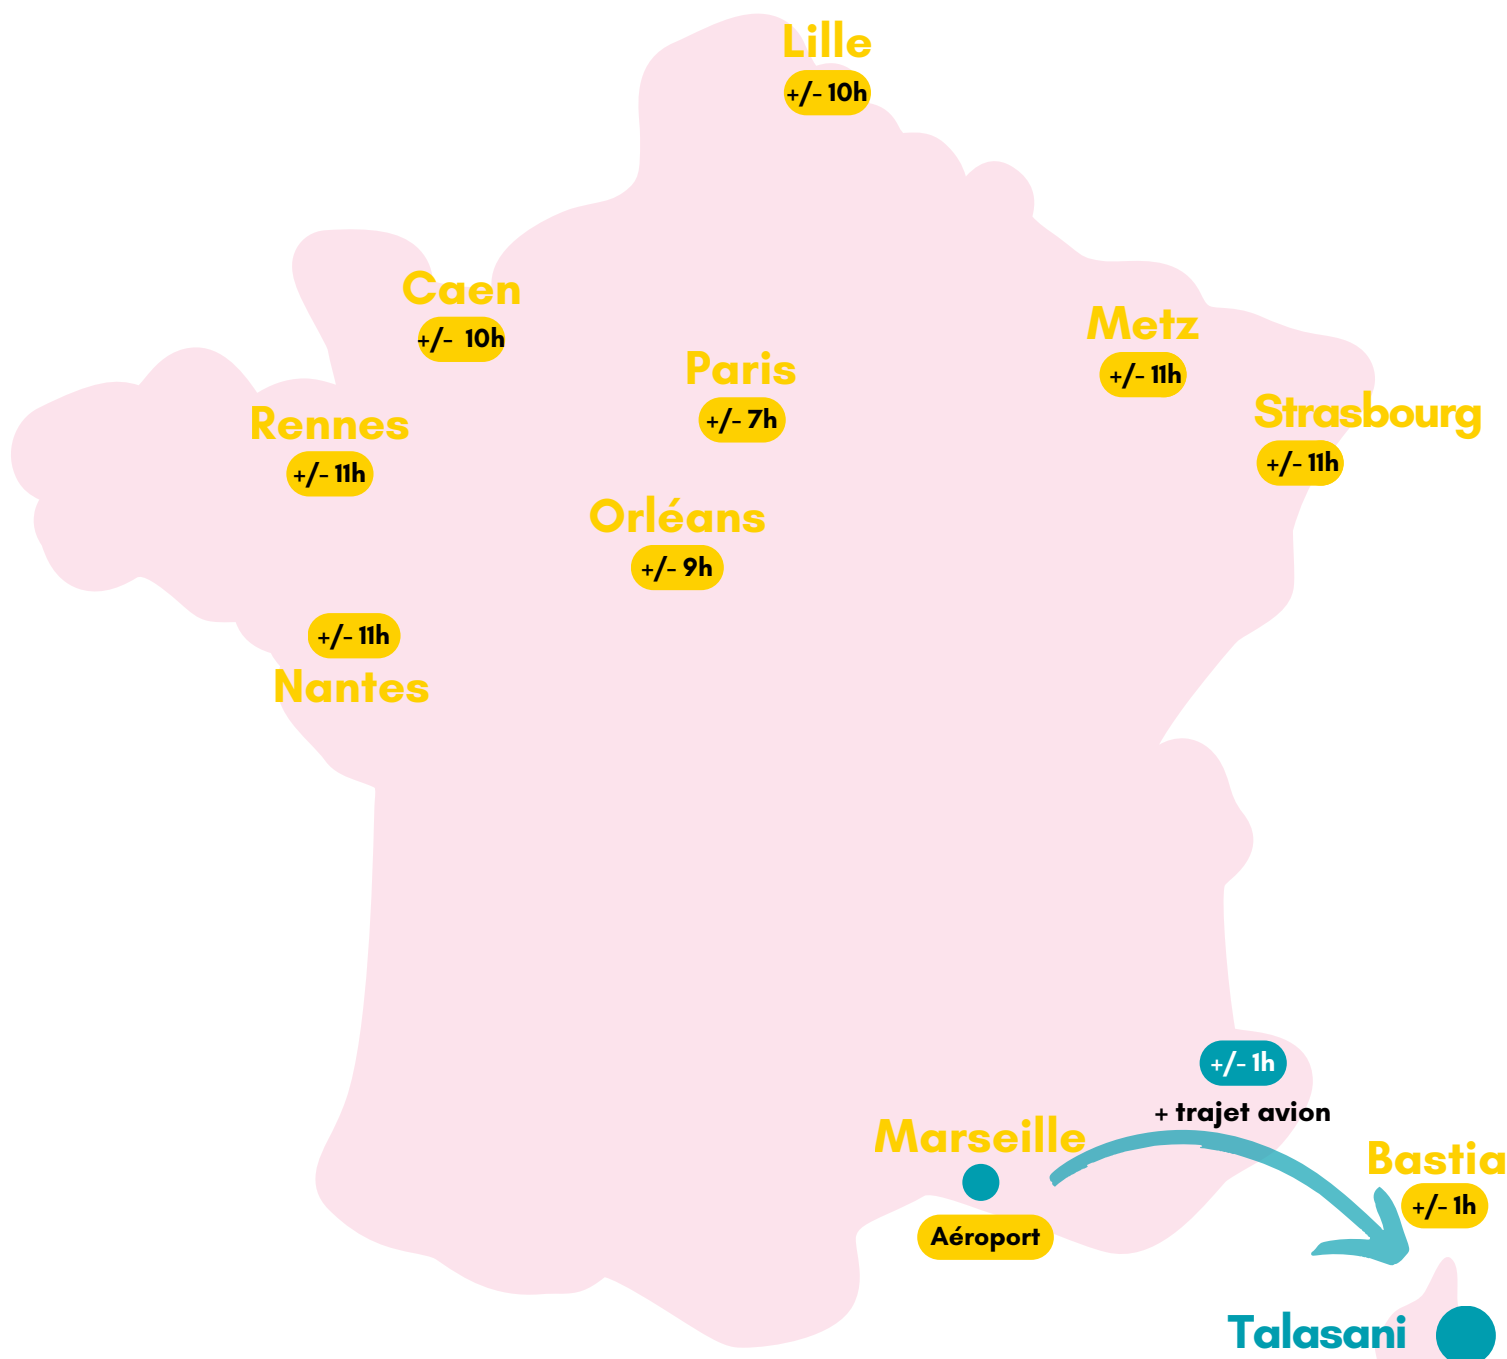 Lille
+/- 10h
Caen
+/- 10h
Metz
+/- 11h
Paris
+/- 7h
Strasbourg
+/- 11h
Rennes
+/- 11h
Orléans
+/- 9h
+/- 11h
Nantes
+/- 1h
+ trajet avion
Marseille
Aéroport
Bastia
+/- 1h
Talasani